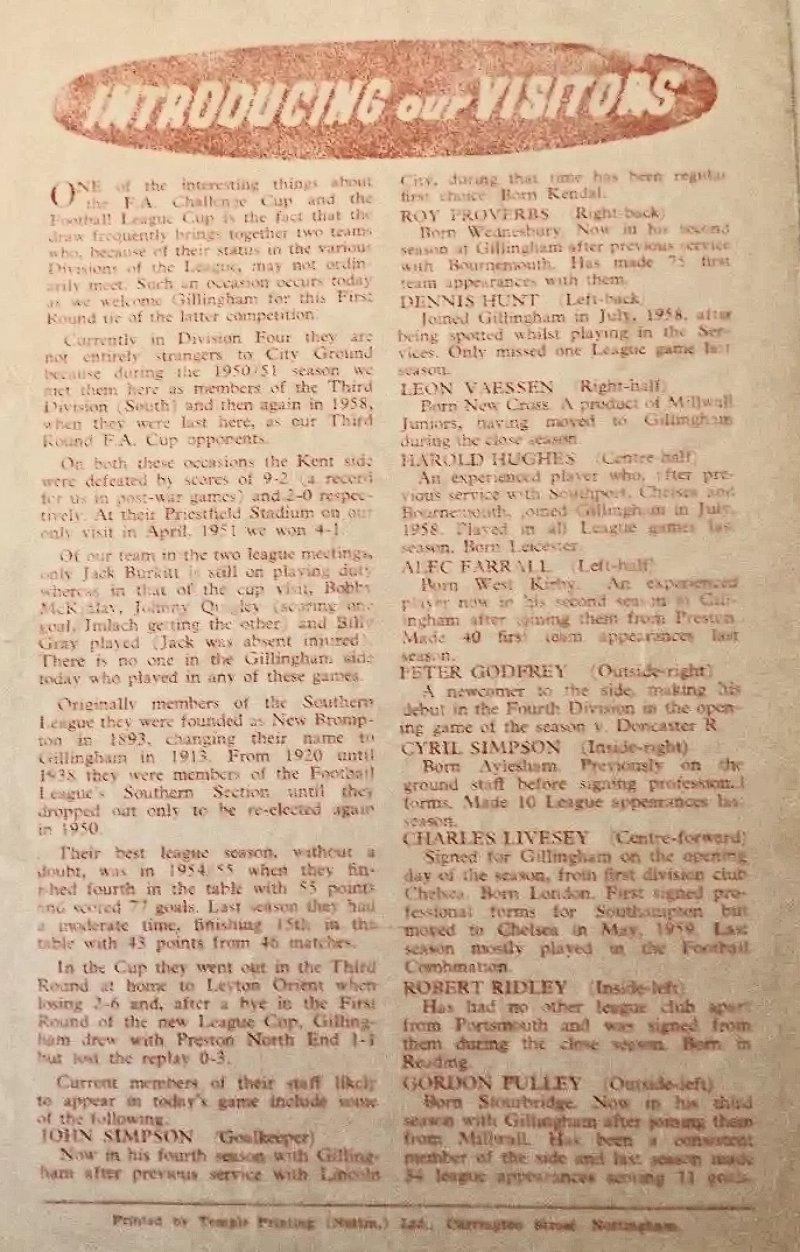 INTRODUCING our VISITORS
ONE of the interesting things about
the F.A. Challenge Cup and the
Football League Cup is the fact that the
draw frequently brings together two teams
who, because of their status in the various
Divisions of the League, may not ordin-
arily meet. Such an occasion occurs today
as we welcome Gillingham for this First
Round tie of the latter competition.
Currently in Division Four they are
not entirely strangers to City Ground
because during the 1950/51 season we
met them here as members of the Third
Division (South) and then again in 1958,
when they were last here, as our Third
Round F.A. Cup opponents.
On both these occasions the Kent side
were defeated by scores of 9-2 (a record
for us in post-war games) and 2-0 respec-
tively. At their Priestfield Stadium on our
only visit in April, 1951 we won 4-1.
Of our team in the two league meetings,
only Jack Burkitt is still on playing duty
whereas in that of the cup visit, Bobby
McKinlay, Johnny Quigley (scoring one
goal, Imlach getting the other) and Billy
Gray played (Jack was absent injured).
There is no one in the Gillingham side
today who played in any of these games.
Originally members of the Southern
League they were founded as New Bromp-
ton in 1893, changing their name to
Gillingham in 1913. From 1920 until
1938 they were members of the Football
League's Southern Section until they
dropped out only to be re-elected again
in 1950.
Their best league season, without a
doubt, was in 1954/55 when they fin-
ished fourth in the table with 55 points
and scored 77 goals. Last season they had
a moderate time, finishing 15th in the
table with 43 points from 46 matches.
In the Cup they went out in the Third
Round at home to Leyton Orient when
losing 2-6 and, after a bye in the First
Round of the new League Cup, Gilling-
ham drew with Preston North End 1-1
but lost the replay 0-3.
Current members of their staff likely
to appear in today's game include some
of the following.
JOHN SIMPSON (Goalkeeper)
Now in his fourth season with Gilling-
ham after previous service with Lincoln
City, during that time has been regular
first choice. Born Kendal.
ROY PROVERBS (Right-back)
Born Wednesbury. Now in his second
season at Gillingham after previous service
with Bournemouth. Has made 75 first
team appearances with them.
DENNIS HUNT (Left-back)
Joined Gillingham in July, 1958, after
being spotted whilst playing in the Ser-
vices. Only missed one League game last
season.
LEON VAESSEN (Right-half)
Born New Cross. A product of Millwall
Juniors, having moved to Gillingham
during the close season.
HAROLD HUGHES (Centre-half)
An experienced player who, after pre-
vious service with Southport, Chelsea and
Bournemouth, joined Gillingham in July,
1958. Played in all League games last
season. Born Leicester.
ALEC FARRALL (Left-half)
Born West Kirby. An experienced
player now in his second season at Gill-
ingham after joining them from Preston.
Made 40 first team appearances last
season.
PETER GODFREY (Outside-right)
A newcomer to the side, making his
debut in the Fourth Division in the open-
ing game of the season v. Doncaster R.
CYRIL SIMPSON (Inside-right)
Born Aylesham. Previously on the
ground staff before signing professional
forms. Made 10 League appearances last
season.
CHARLES LIVESEY (Centre-forward)
Signed for Gillingham on the opening
day of the season, from first division club
Chelsea. Born London. First signed pro-
fessional forms for Southampton but
moved to Chelsea in May, 1959. Last
season mostly played in the Football
Combination.
ROBERT RIDLEY (Inside-left)
Has had no other league club apart
from Portsmouth and was signed from
them during the close season. Born in
Reading.
GORDON PULLEY (Outside-left)
Born Stourbridge. Now in his third
season with Gillingham after joining them
from Millwall. Has been a consistent
member of the side and last season made
34 league appearances scoring 11 goals.
Printed by Temple Printing (Nottm.) Ltd., Carrington Street Nottingham.